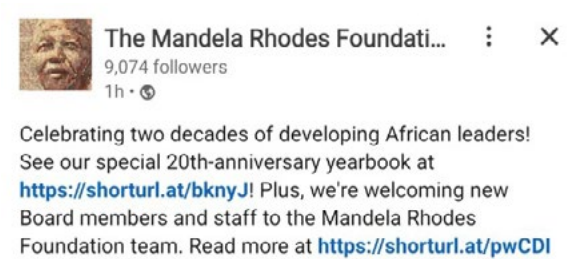 The Mandela Rhodes Foundati...
9,074 followers
1h •
Celebrating two decades of developing African leaders!
See our special 20th-anniversary yearbook at
https://shorturl.at/bknyJ! Plus, we're welcoming new
Board members and staff to the Mandela Rhodes
Foundation team. Read more at https://shorturl.at/pwCDI